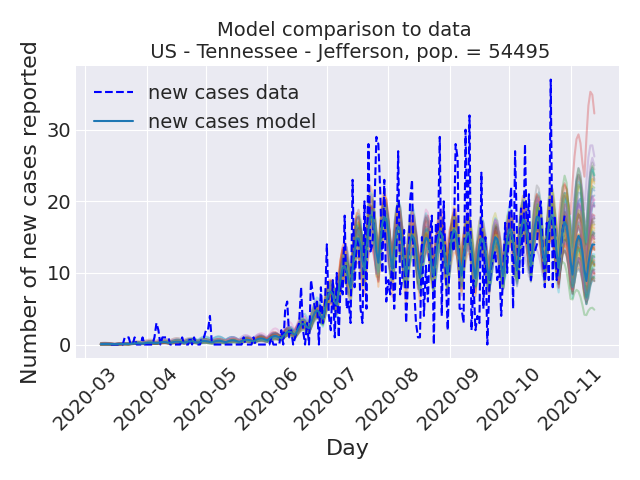 Model comparison to data
US - Tennessee - Jefferson, pop. = 54495
Number of new cases reported
new cases data
new cases model
30
20
10
0
2020-03
2020-04
2020-05
2020-06
2020-07
2020-08
2020-09
2020-10
2020-11
Day